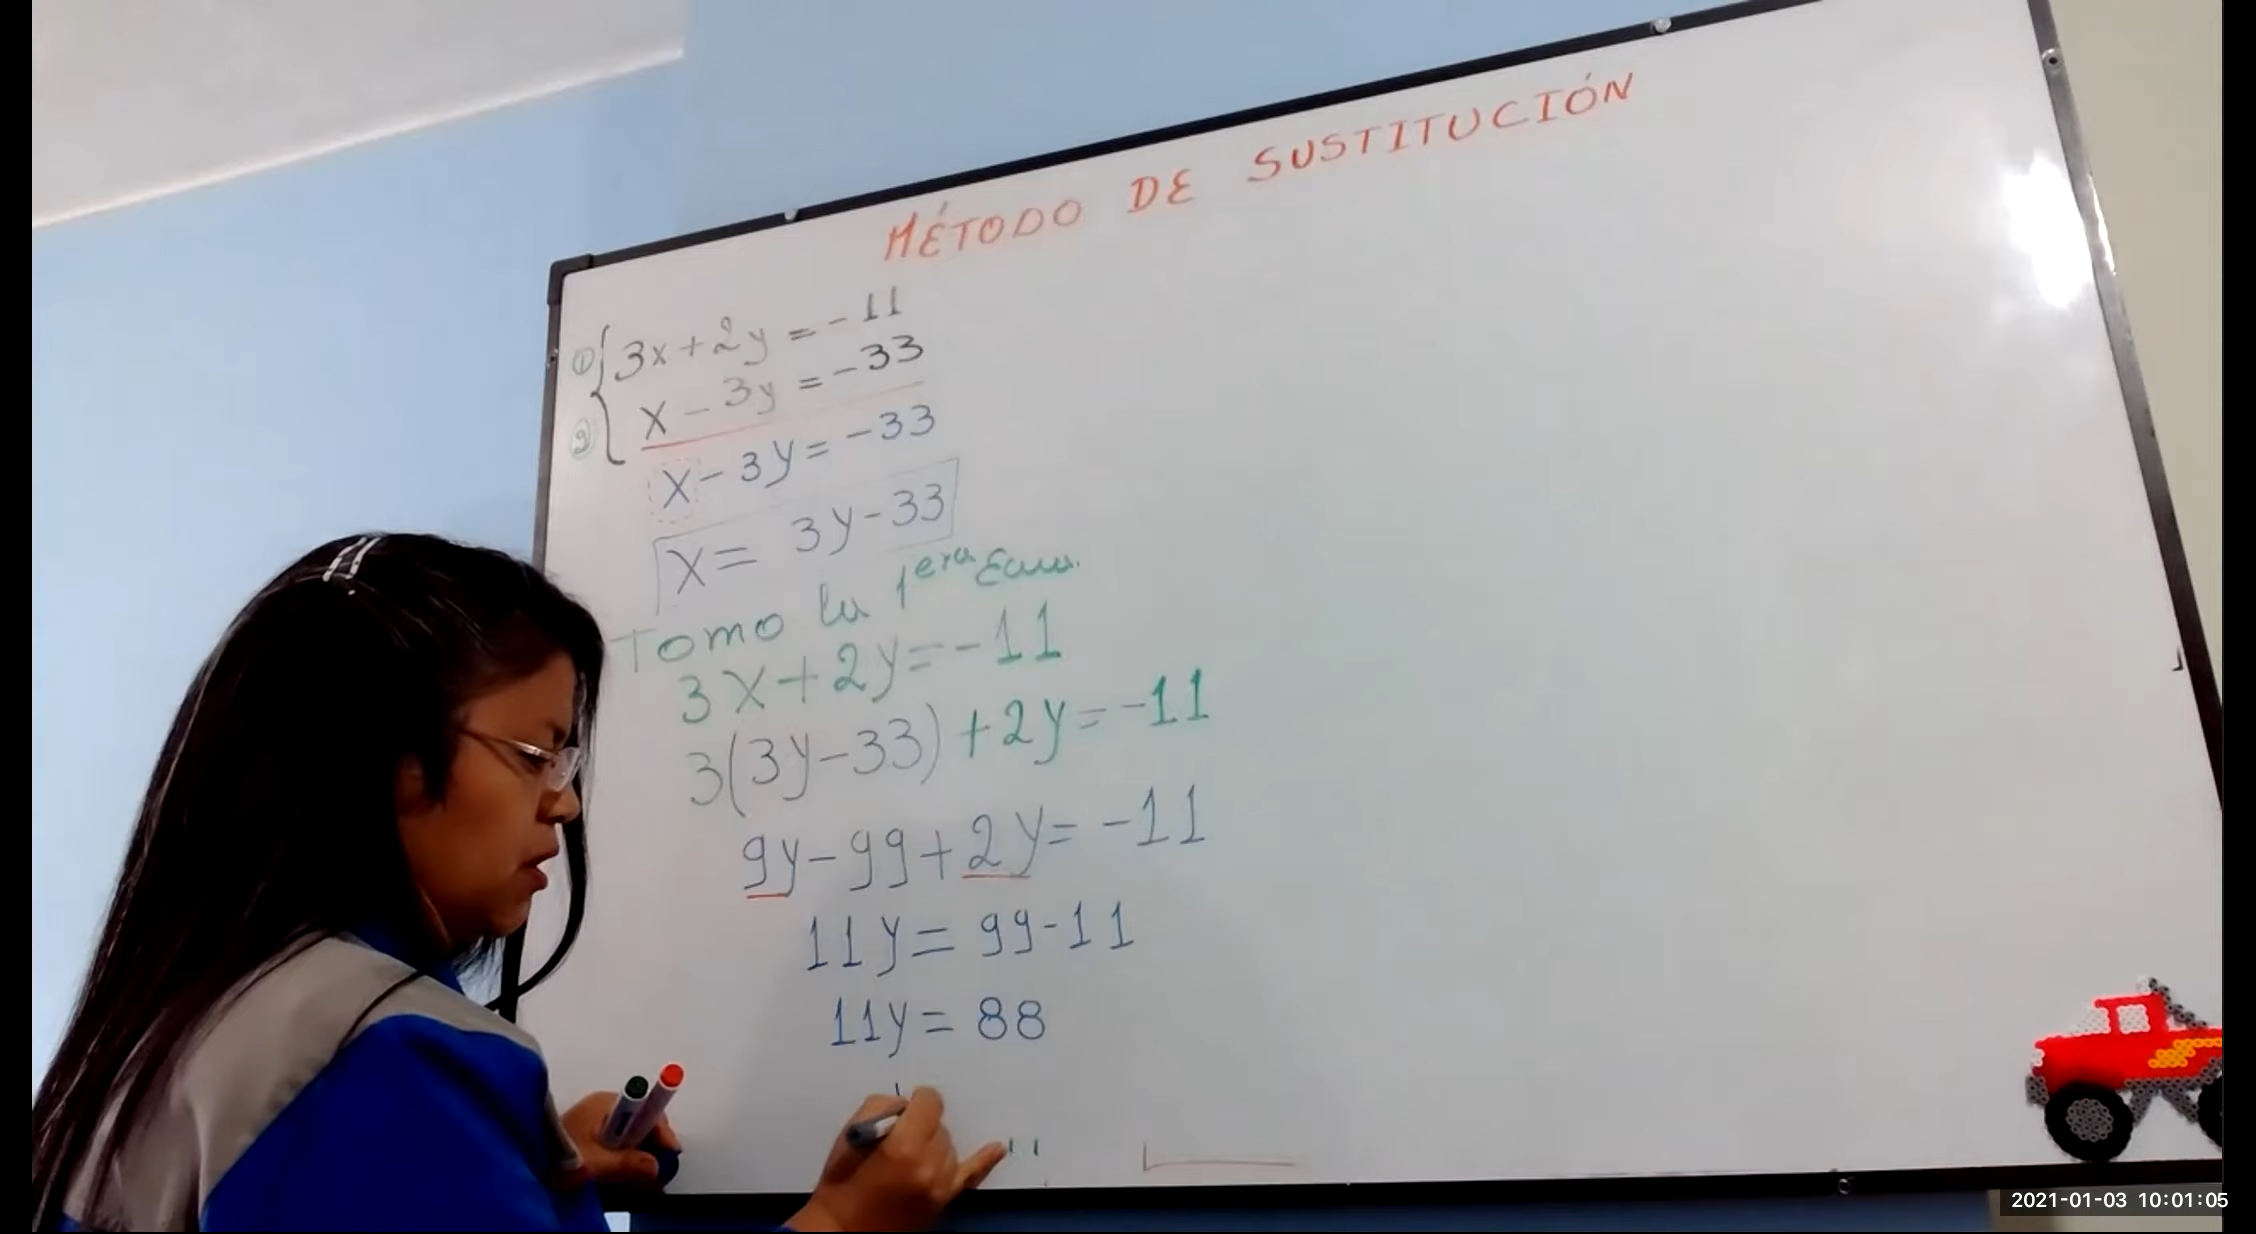 MÉTODO DE SUSTITUCIÓN
① 3x+2y=-11
② x-3y=-33
x-3y=-33
x=3y-33
Tomo la 1era Ecua.
3x+2y=-11
3(3y-33)+2y=-11
9y-99+2y=-11
11y=99-11
11y=88
2021-01-03 10:01:05